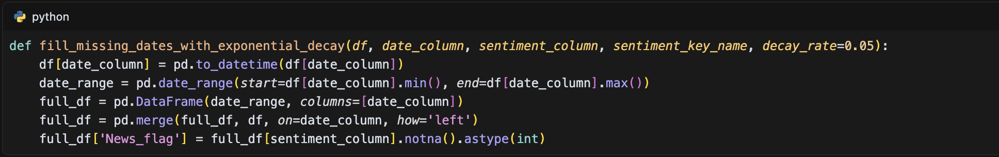 python
def fill_missing_dates_with_exponential_decay(df, date_column, sentiment_column, sentiment_key_name, decay_rate=0.05):
    df[date_column] = pd.to_datetime(df[date_column])
    date_range = pd.date_range(start=df[date_column].min(), end=df[date_column].max())
    full_df = pd.DataFrame(date_range, columns=[date_column])
    full_df = pd.merge(full_df, df, on=date_column, how='left')
    full_df['News_flag'] = full_df[sentiment_column].notna().astype(int)